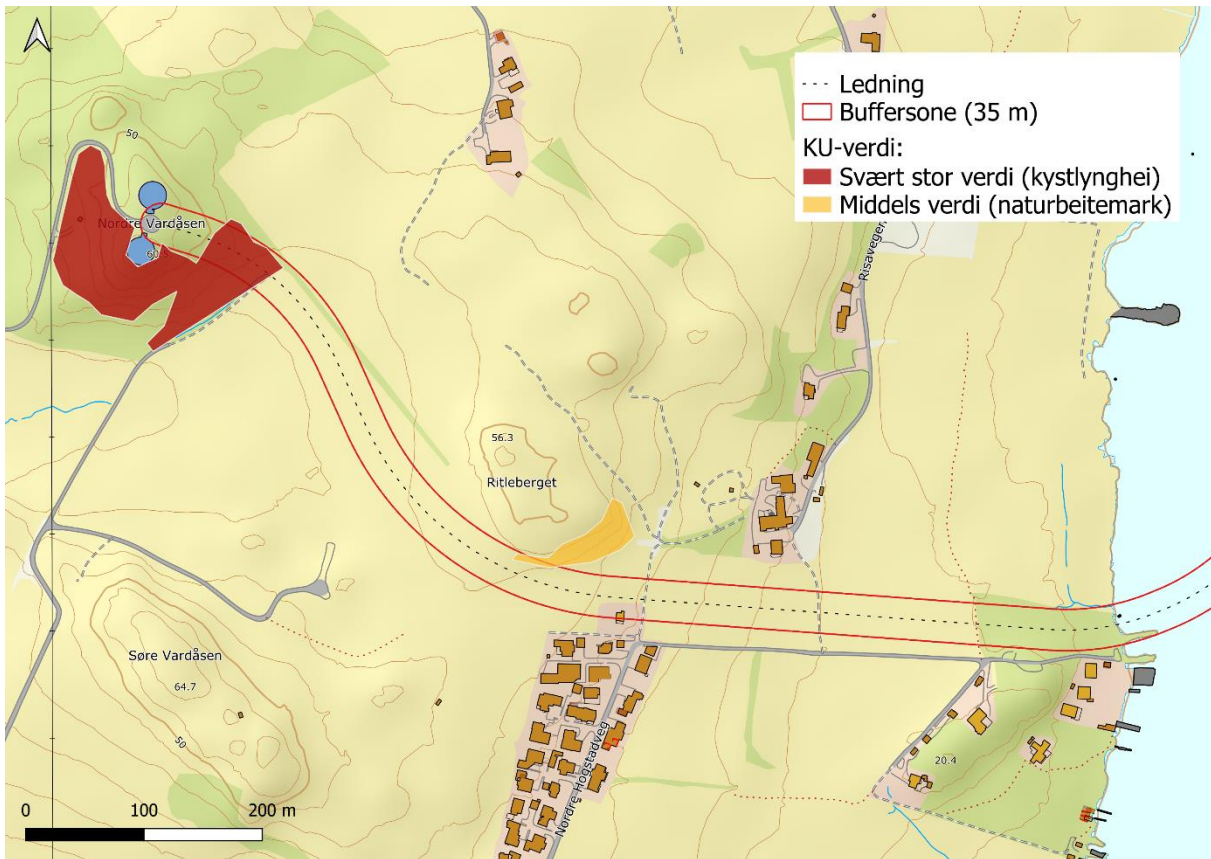 Ledning
Buffersone (35 m)
KU-verdi:
Svært stor verdi (kystlynghei)
Middels verdi (naturbeitemark)
50
Nordre Vardåsen
60
Risavegen
56.3
Ritleberget
Søre Vardåsen
64.7
50
Nordre Hogstadveg
20.4
0 100 200 m